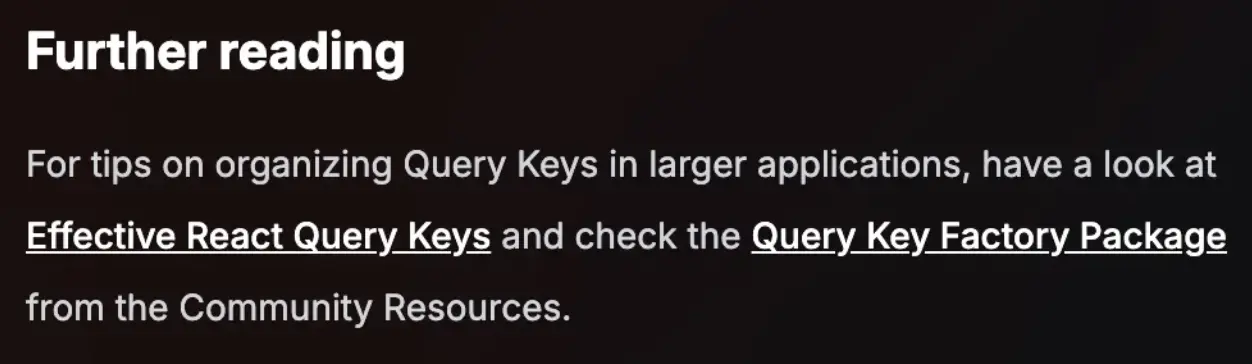 Further reading
For tips on organizing Query Keys in larger applications, have a look at
Effective React Query Keys and check the Query Key Factory Package
from the Community Resources.